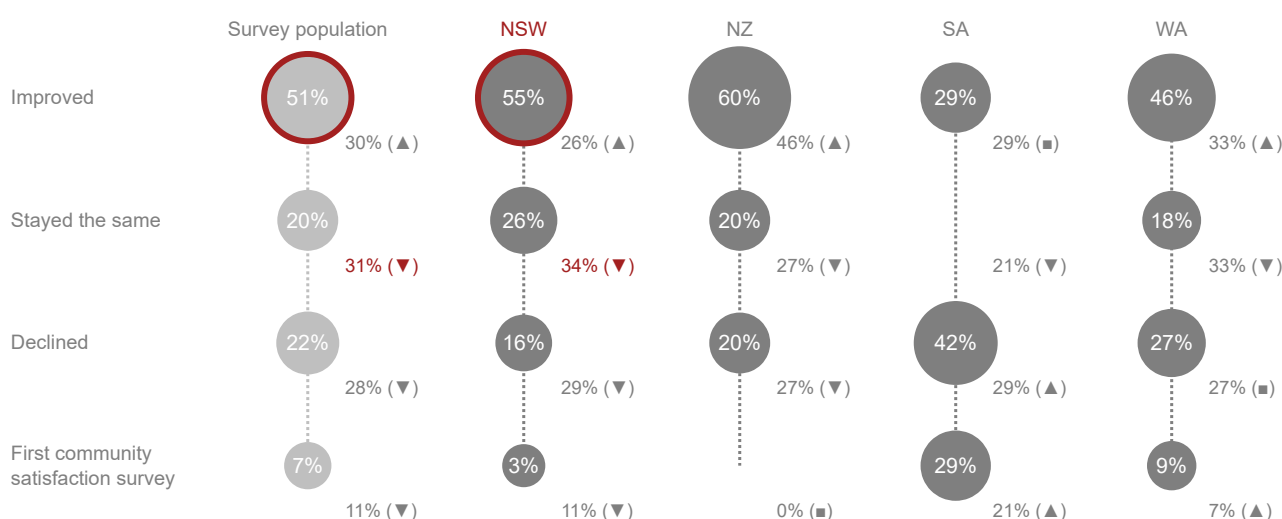 Survey population NSW NZ SA WA
Improved 51% 55% 60% 29% 46%
30% (▲) 26% (▲) 46% (▲) 29% (■) 33% (▲)
Stayed the same 20% 26% 20% 18%
31% (▼) 34% (▼) 27% (▼) 21% (▼) 33% (▼)
Declined 22% 16% 20% 42% 27%
28% (▼) 29% (▼) 27% (▼) 29% (▲) 27% (■)
First community
satisfaction survey 7% 3% 29% 9%
11% (▼) 11% (▼) 0% (■) 21% (▲) 7% (▲)